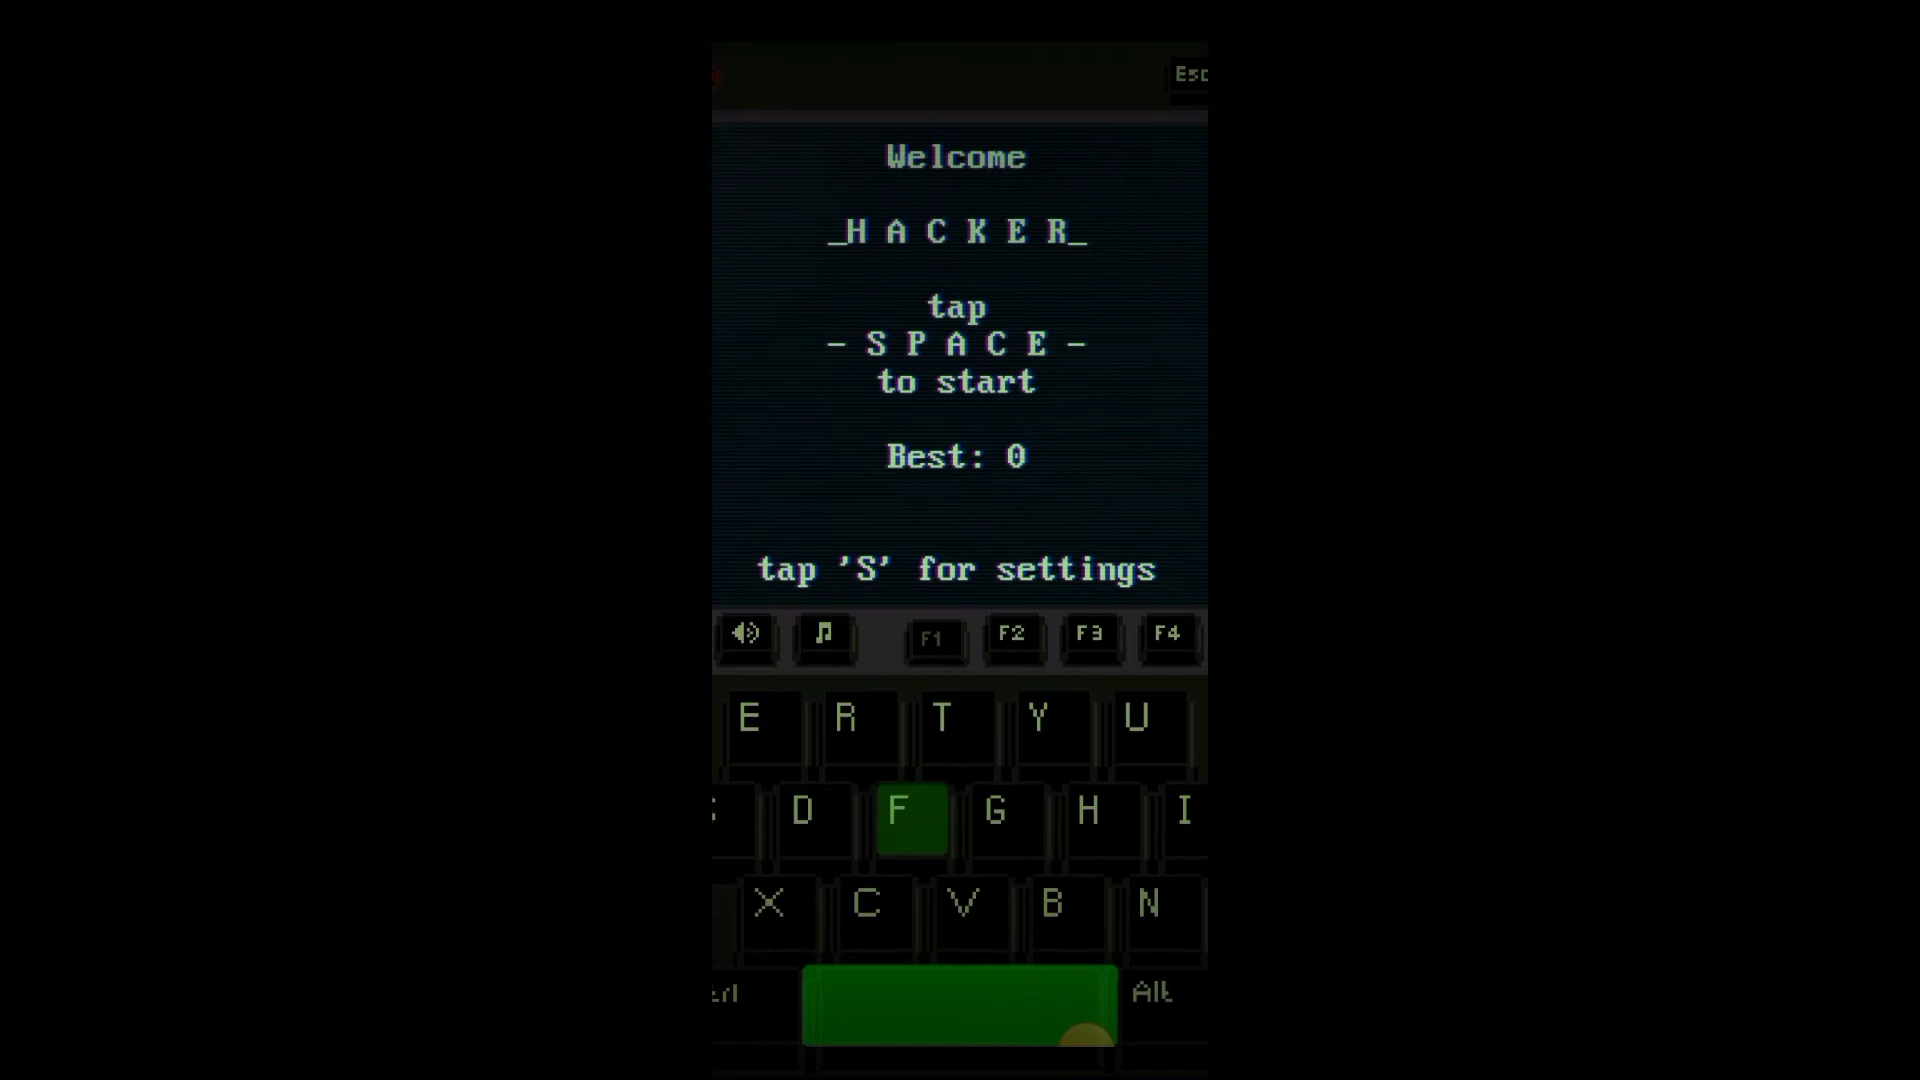 Esc
Welcome
_H A C K E R_
tap
- S P A C E -
to start
Best: 0
tap 'S' for settings
F1 F2 F3 F4
E R T Y U
D F G H
X C V B N
Alt